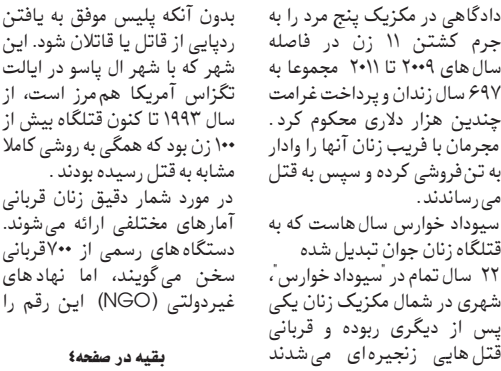 دادگاهی در مکزیک پنج مرد را به
جرم کشتن ۱۱ زن در فاصله
سال های ۲۰۰۹ تا ۲۰۱۱ مجموعا به
۶۹۷ سال زندان و پرداخت غرامت
چندین هزار دلاری محکوم کرد .
مجرمان با فریب زنان آنها را وادار
به تن فروشی کرده و سپس به قتل
می رساندند .
سیوداد خوارس سال هاست که به
قتلگاه زنان جوان تبدیل شده
۲۲ سال تمام در "سیوداد خوارس"،
شهری در شمال مکزیک زنان یکی
پس از دیگری ربوده و قربانی
قتل هایی زنجیره ای می شدند
بدون آنکه پلیس موفق به یافتن
ردپایی از قاتل یا قاتلان شود. این
شهر که با شهر ال پاسو در ایالت
تگزاس آمریکا هم مرز است، از
سال ۱۹۹۳ تا کنون قتلگاه بیش از
۱۰۰ زن بود که همگی به روشی کاملا
مشابه به قتل رسیده بودند .
در مورد شمار دقیق زنان قربانی
آمارهای مختلفی ارائه می شوند.
دستگاه های رسمی از ۷۰۰قربانی
سخن می گویند، اما نهاد های
غیردولتی (NGO) این رقم را
بقیه در صفحه۴